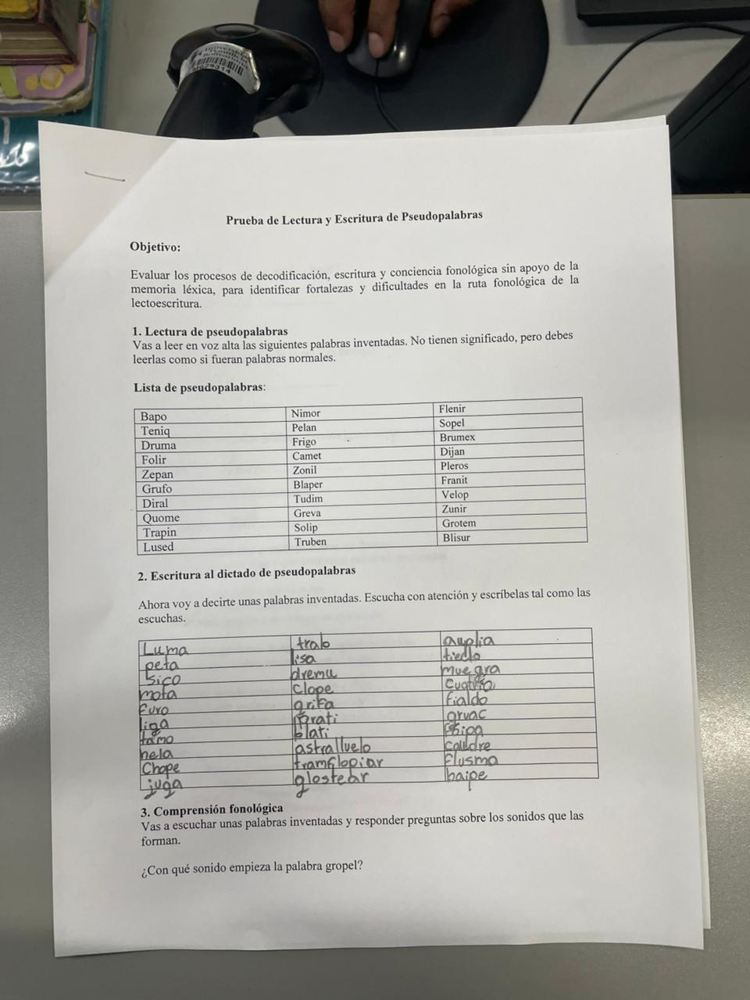 Prueba de Lectura y Escritura de Pseudopalabras
Objetivo:
Evaluar los procesos de decodificación, escritura y conciencia fonológica sin apoyo de la
memoria léxica, para identificar fortalezas y dificultades en la ruta fonológica de la
lectoescritura.
1. Lectura de pseudopalabras
Vas a leer en voz alta las siguientes palabras inventadas. No tienen significado, pero debes
leerlas como si fueran palabras normales.
Lista de pseudopalabras:
Bapo Nimor Flenir
Teniq Pelan Sopel
Druma Frigo Brumex
Folir Camet Dijan
Zepan Zonil Pleros
Grufo Blaper Franit
Diral Tudim Velop
Quome Greva Zunir
Trapin Solip Grotem
Lused Truben Blisur
2. Escritura al dictado de pseudopalabras
Ahora voy a decirte unas palabras inventadas. Escucha con atención y escríbelas tal como las
escuchas.
Luma trab auplia
peta lisa tiedo
sico dremu muegra
mota clope
furo grifa fialdo
liga grati gruac
tamo blati
nela astralluelo
Chope tramflopiar flusma
juga glostear baipe
3. Comprensión fonológica
Vas a escuchar unas palabras inventadas y responder preguntas sobre los sonidos que las
forman.
¿Con qué sonido empieza la palabra gropel?